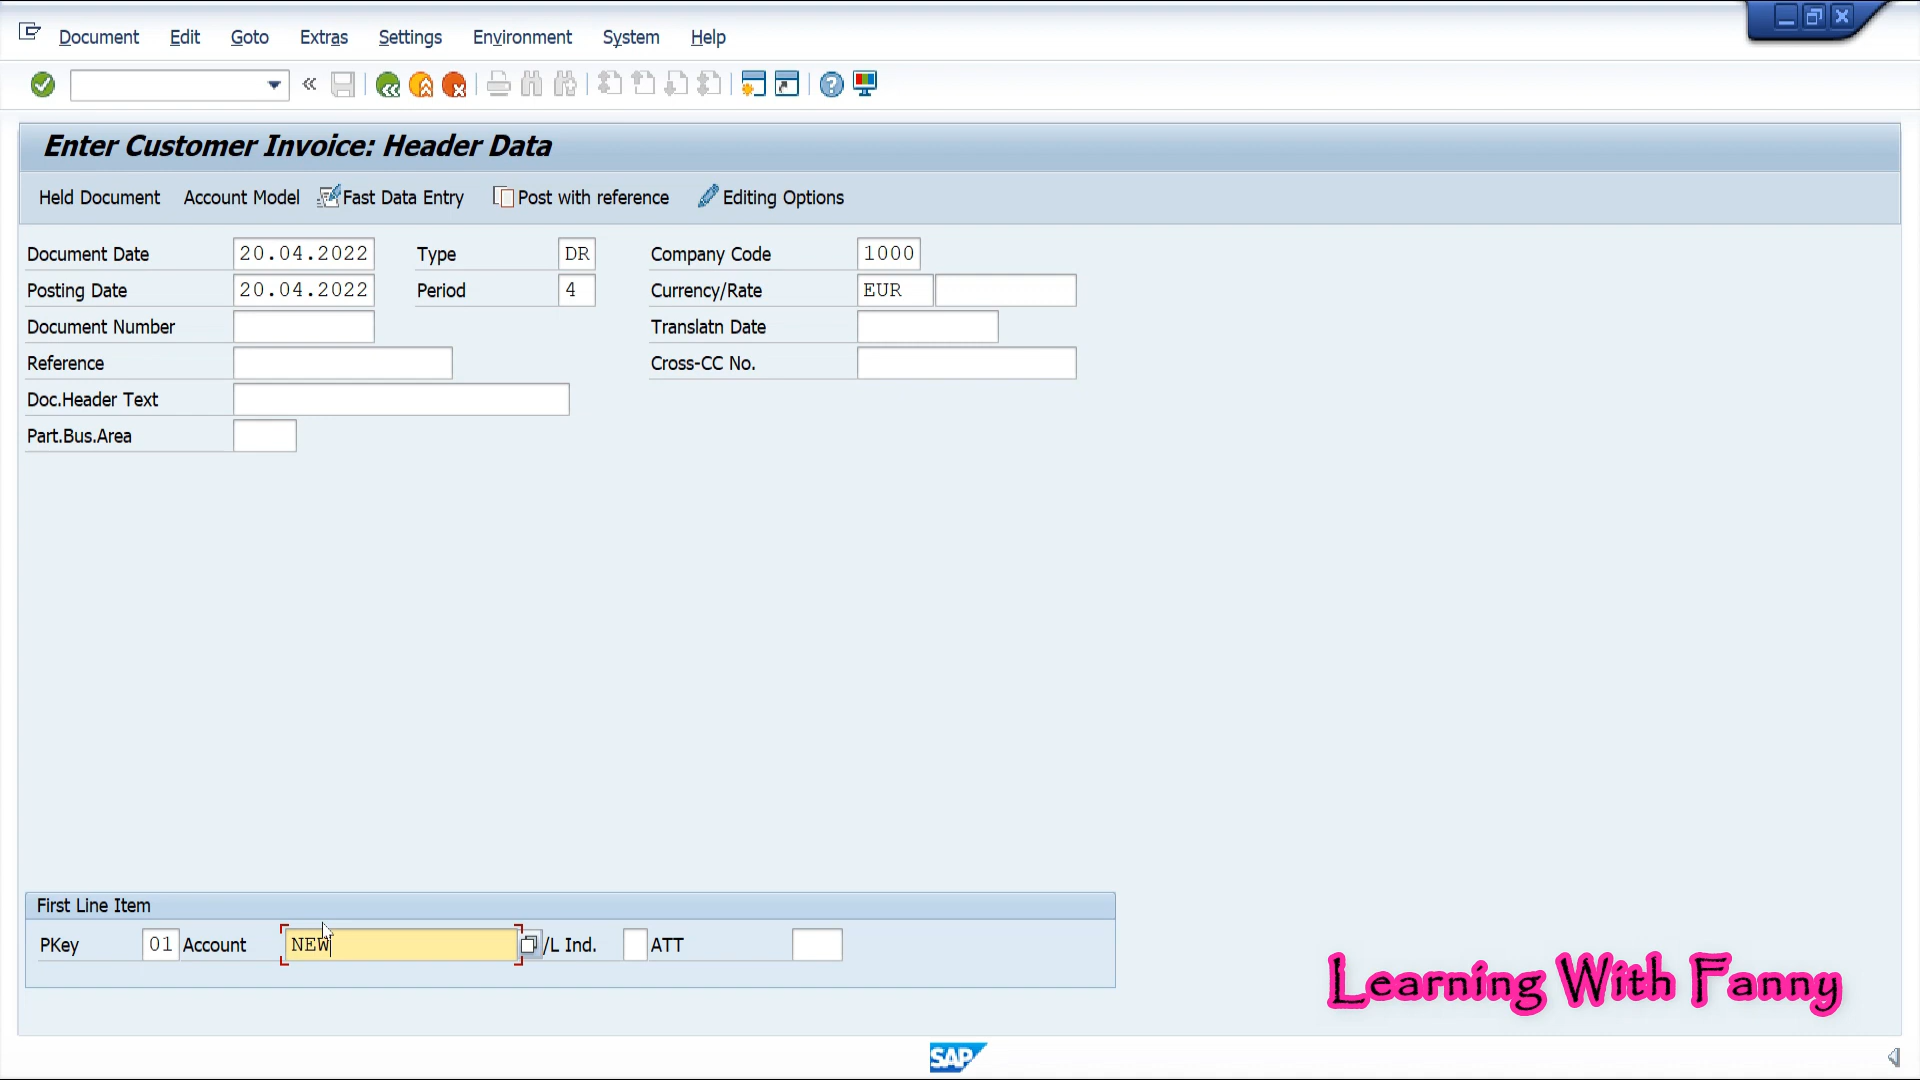 Document Edit Goto Extras Settings Environment System Help
Enter Customer Invoice: Header Data
Held Document Account Model Fast Data Entry Post with reference Editing Options
Document Date 20.04.2022 Type DR Company Code 1000
Posting Date 20.04.2022 Period 4 Currency/Rate EUR
Document Number Translatn Date
Reference Cross-CC No.
Doc.Header Text
Part.Bus.Area
First Line Item
PKey 01 Account NEW /L Ind. ATT
Learning With Fanny
SAP